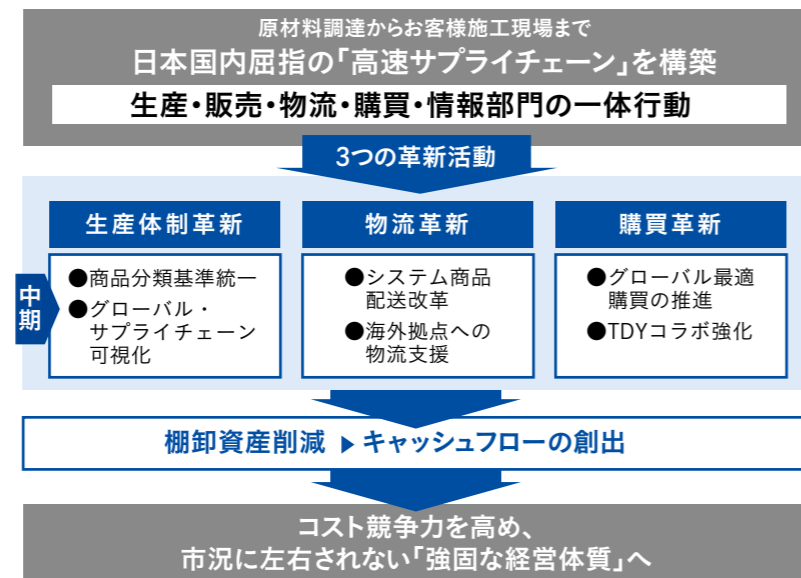 原材料調達からお客様施工現場まで
日本国内屈指の「高速サプライチェーン」を構築
生産・販売・物流・購買・情報部門の一体行動
3つの革新活動
中期
生産体制革新
●商品分類基準統一
●グローバル・
サプライチェーン
可視化
物流革新
●システム商品
配送改革
●海外拠点への
物流支援
購買革新
●グローバル最適
購買の推進
●TDYコラボ強化
棚卸資産削減 ▶ キャッシュフローの創出
コスト競争力を高め、
市況に左右されない「強固な経営体質」へ